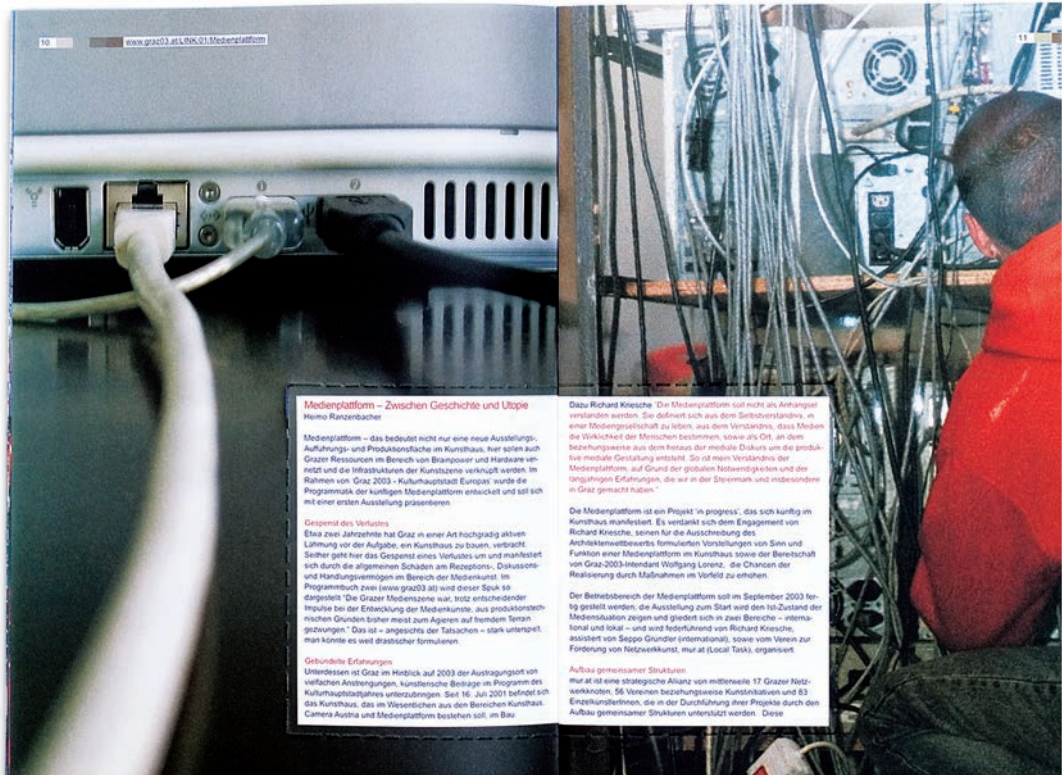 10
www.graz03.at/LINK/01/Medienplattform
11
Medienplattform – Zwischen Geschichte und Utopie
Heimo Ranzenbacher
Medienplattform – das bedeutet nicht nur eine neue Ausstellungs-,
Aufführungs- und Produktionsfläche im Kunsthaus; hier sollen auch
Grazer Ressourcen im Bereich von Brainpower und Hardware ver-
netzt und die Infrastrukturen der Kunstszene verknüpft werden. Im
Rahmen von 'Graz 2003 - Kulturhauptstadt Europas' wurde die
Programmatik der künftigen Medienplattform entwickelt und soll sich
mit einer ersten Ausstellung präsentieren.
Gespenst des Verlustes
Etwa zwei Jahrzehnte hat Graz in einer Art hochgradig aktiven
Lähmung vor der Aufgabe, ein Kunsthaus zu bauen, verbracht.
Seither geht hier das Gespenst eines Verlustes um und manifestiert
sich durch die allgemeinen Schäden am Rezeptions-, Diskussions-
und Handlungsvermögen im Bereich der Medienkunst. Im
Programmbuch zwei (www.graz03.at) wird dieser Spuk so
dargestellt "Die Grazer Medienszene war, trotz entscheidender
Impulse bei der Entwicklung der Medienkünste, aus produktionstech-
nischen Gründen bisher meist zum Agieren auf fremdem Terrain
gezwungen." Das ist – angesichts der Tatsachen – stark unterspielt,
man könnte es weit drastischer formulieren.
Gebündelte Erfahrungen
Unterdessen ist Graz im Hinblick auf 2003 der Austragungsort von
vielfachen Anstrengungen, künstlerische Beiträge im Programm des
Kulturhauptstadtjahres unterzubringen. Seit 16. Juli 2001 befindet sich
das Kunsthaus, das im Wesentlichen aus den Bereichen Kunsthaus,
Camera Austria und Medienplattform bestehen soll, im Bau.
Dazu Richard Kriesche "Die Medienplattform soll nicht als Anhängsel
verstanden werden. Sie definiert sich aus dem Selbstverständnis, in
einer Mediengesellschaft zu leben, aus dem Verständnis, dass Medien
die Wirklichkeit der Menschen bestimmen, sowie als Ort, an dem
beziehungsweise aus dem heraus der mediale Diskurs um die produk-
tive mediale Gestaltung entsteht. So ist mein Verständnis der
Medienplattform, auf Grund der globalen Notwendigkeiten und der
langjährigen Erfahrungen, die wir in der Steiermark und insbesondere
in Graz gemacht haben."
Die Medienplattform ist ein Projekt 'in progress', das sich künftig im
Kunsthaus manifestiert. Es verdankt sich dem Engagement von
Richard Kriesche, seinen für die Ausschreibung des
Architektenwettbewerbs formulierten Vorstellungen von Sinn und
Funktion einer Medienplattform im Kunsthaus sowie der Bereitschaft
von Graz-2003-Intendant Wolfgang Lorenz, die Chancen der
Realisierung durch Maßnahmen im Vorfeld zu erhöhen.
Der Betriebsbereich der Medienplattform soll im September 2003 fer-
tig gestellt werden; die Ausstellung zum Start wird den Ist-Zustand der
Mediensituation zeigen und gliedert sich in zwei Bereiche – interna-
tional und lokal – und wird federführend von Richard Kriesche,
assistiert von Seppo Gründler (international), sowie vom Verein zur
Förderung von Netzwerkkunst, mur.at (Local Task), organisiert.
Aufbau gemeinsamer Strukturen
mur.at ist eine strategische Allianz von mittlerweile 17 Grazer Netz-
werkknoten, 56 Vereinen beziehungsweise Kunstinitiativen und 83
EinzelkünstlerInnen, die in der Durchführung ihrer Projekte durch den
Aufbau gemeinsamer Strukturen unterstützt werden. Diese